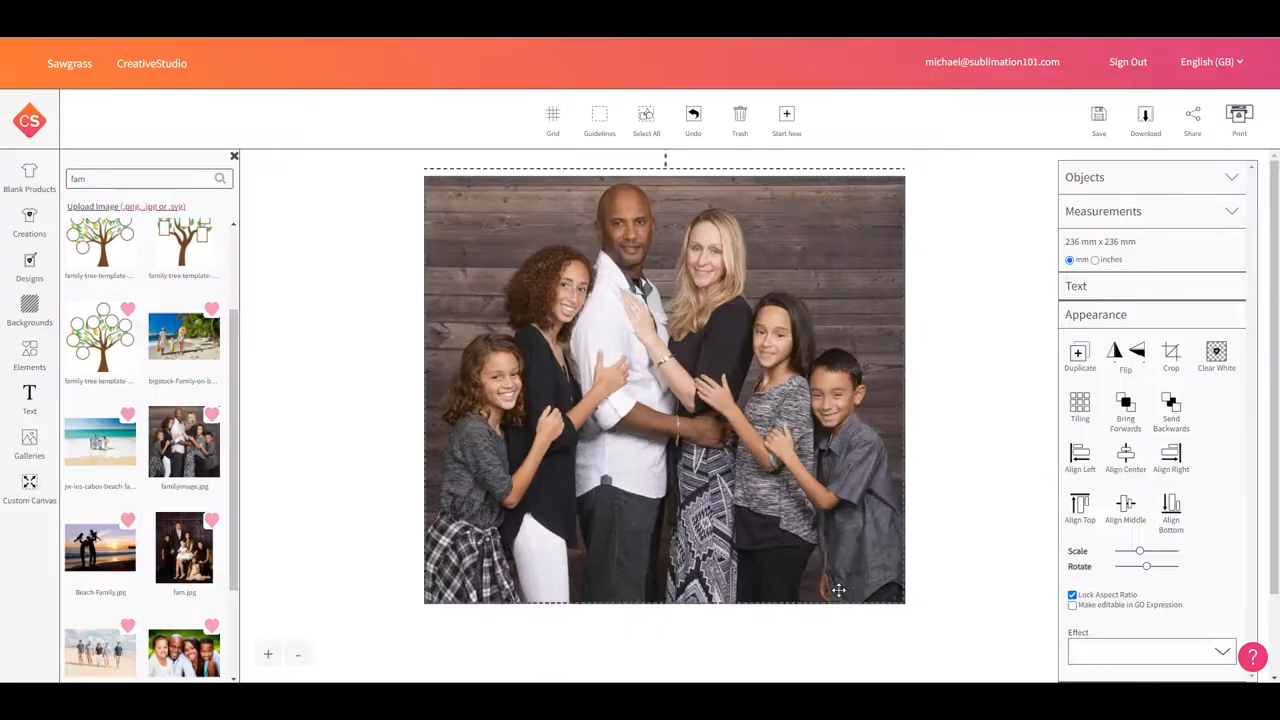 Sawgrass
CreativeStudio
michael@sublimation101.com
Sign Out
English (GB)
CS
Grid
Guidelines
Select All
Undo
Trash
Start New
Save
Download
Share
Print
Blank Products
Creations
Designs
Backgrounds
Elements
Text
Galleries
Custom Canvas
fam
Upload Image (.png, .jpg or .svg)
family-tree-template-...
family-tree-template-...
family-tree-template-...
bigstock-Family-on-b...
jw-los-cabos-beach-fa...
familyimage.jpg
Beach-Family.jpg
fam.jpg
+
-
Objects
Measurements
236 mm x 236 mm
mm
inches
Text
Appearance
Duplicate
Flip
Crop
Clear White
Tiling
Bring
Forwards
Send
Backwards
Align Left
Align Center
Align Right
Align Top
Align Middle
Align
Bottom
Scale
Rotate
Lock Aspect Ratio
Make editable in GO Expression
Effect
?